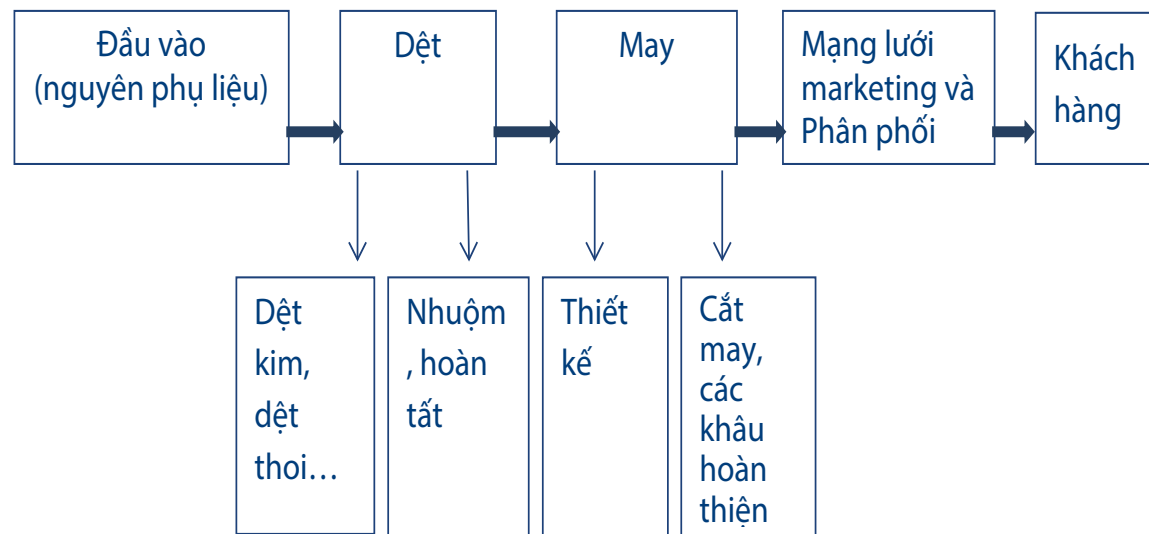 Đầu vào
(nguyên phụ liệu)
Dệt
May
Mạng lưới
marketing và
Phân phối
Khách
hàng
Dệt
kim,
dệt
thoi…
Nhuộm
, hoàn
tất
Thiết
kế
Cắt
may,
các
khâu
hoàn
thiện